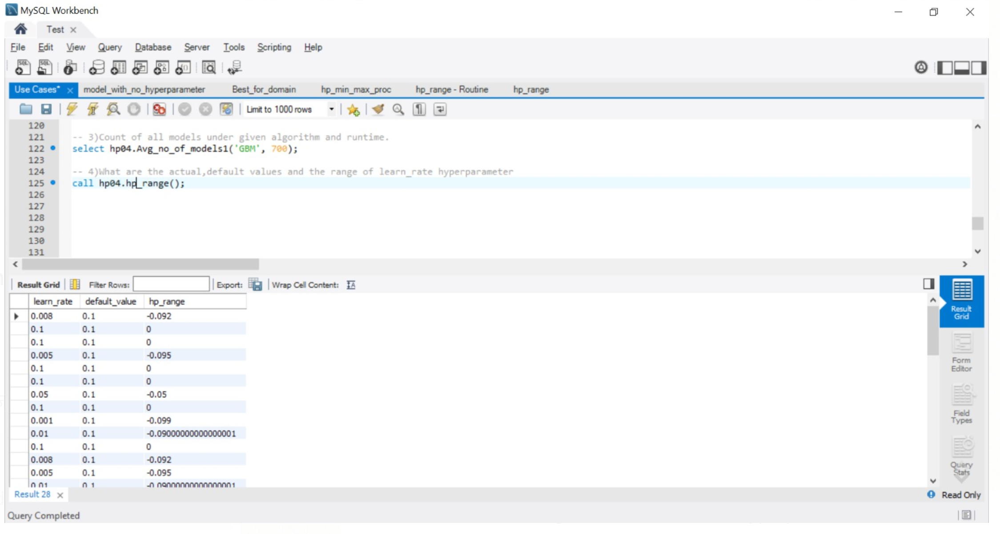 MySQL Workbench
Test
File Edit View Query Database Server Tools Scripting Help
Use Cases* model_with_no_hyperparameter Best_for_domain hp_min_max_proc hp_range - Routine hp_range
Limit to 1000 rows
120
121 -- 3)Count of all models under given algorithm and runtime.
122 select hp04.Avg_no_of_models1('GBM', 700);
123
124 -- 4)What are the actual,default values and the range of learn_rate hyperparameter
125 call hp04.hp_range();
126
127
128
129
130
131
Result Grid Filter Rows: Export: Wrap Cell Content:
learn_rate default_value hp_range
0.008 0.1 -0.092
0.1 0.1 0
0.1 0.1 0
0.005 0.1 -0.095
0.1 0.1 0
0.1 0.1 0
0.05 0.1 -0.05
0.1 0.1 0
0.001 0.1 -0.099
0.01 0.1 -0.09000000000000001
0.1 0.1 0
0.008 0.1 -0.092
0.005 0.1 -0.095
0.01 0.1 -0.09000000000000001
Result
Grid
Form
Editor
Field
Types
Query
Stats
Result 28
Read Only
Query Completed